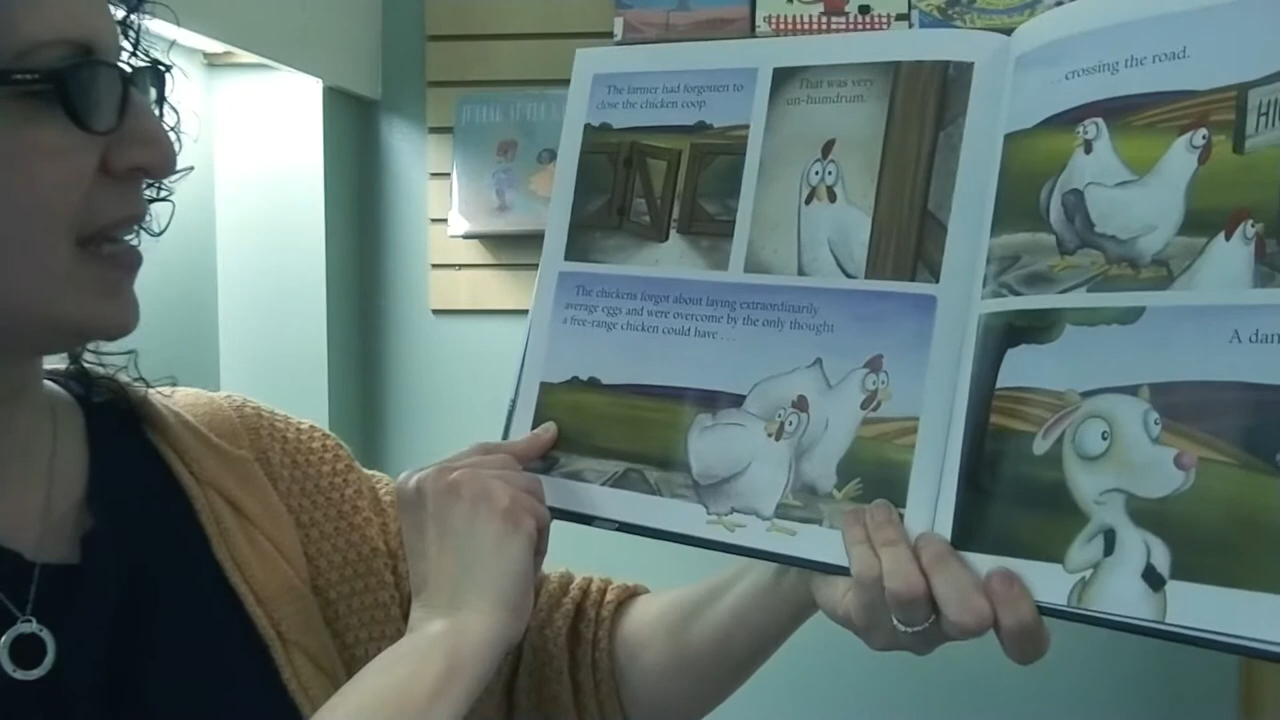 The farmer had forgotten to
close the chicken coop.
That was very
un-humdrum.
The chickens forgot about laying extraordinarily
average eggs and were overcome by the only thought
a free-range chicken could have . . .
. . . crossing the road.
A dan